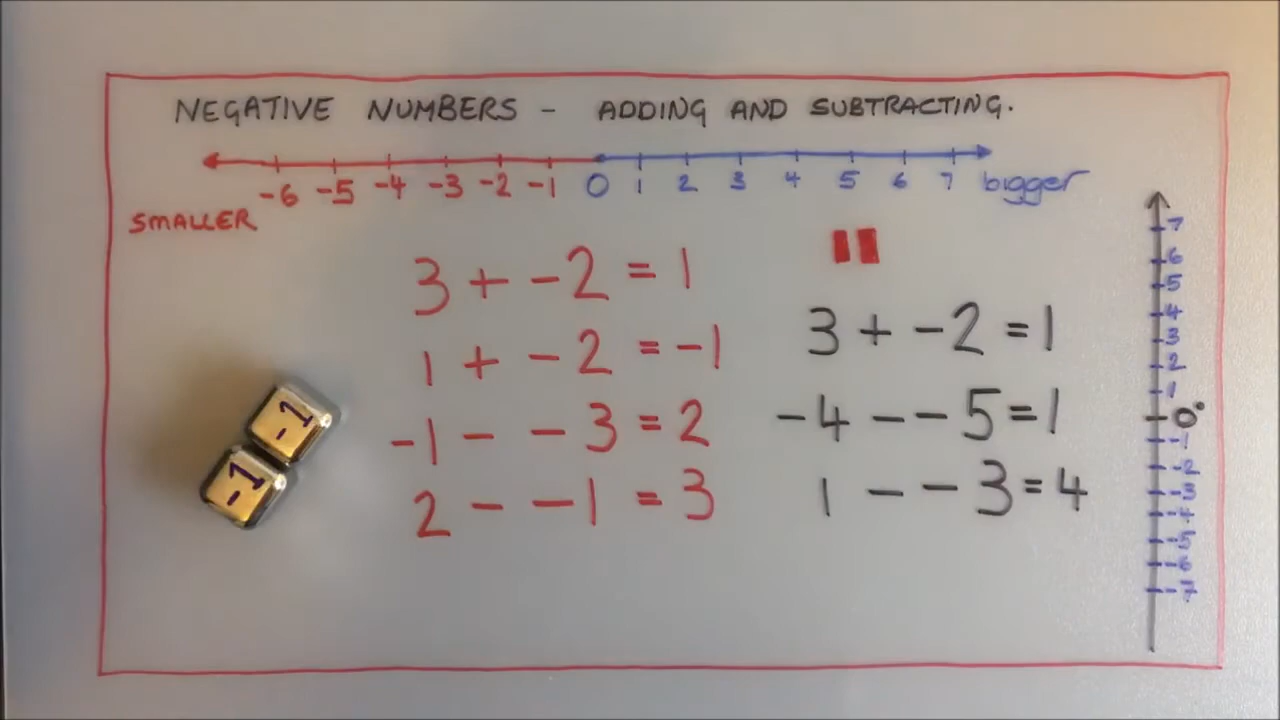 NEGATIVE NUMBERS - ADDING AND SUBTRACTING.
-6 -5 -4 -3 -2 -1 0 1 2 3 4 5 6 7 bigger
SMALLER
3 + -2 = 1
1 + -2 = -1
-1 - -3 = 2
2 - -1 = 3
3 + -2 = 1
-4 - -5 = 1
1 - -3 = 4
-1
-1
7
6
5
4
3
2
1
0°
-1
-2
-3
-4
-5
-6
-7